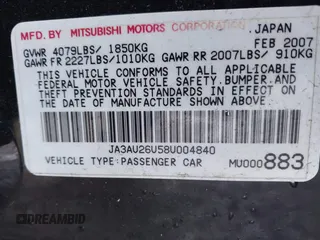 MFD. BY MITSUBISHI MOTORS CORPORATION JAPAN
GVWR 4079LBS/ 1850KG FEB 2007
GAWR FR 2227LBS/1010KG GAWR RR 2007LBS/ 910KG
THIS VEHICLE CONFORMS TO ALL APPLICABLE
FEDERAL MOTOR VEHICLE SAFETY, BUMPER, AND
THEFT PREVENTION STANDARDS IN EFFECT ON
THE DATE OF MANUFACTURE SHOWN ABOVE.
JA3AU26U58U004840
VEHICLE TYPE: PASSENGER CAR MU000883
PREAMBID